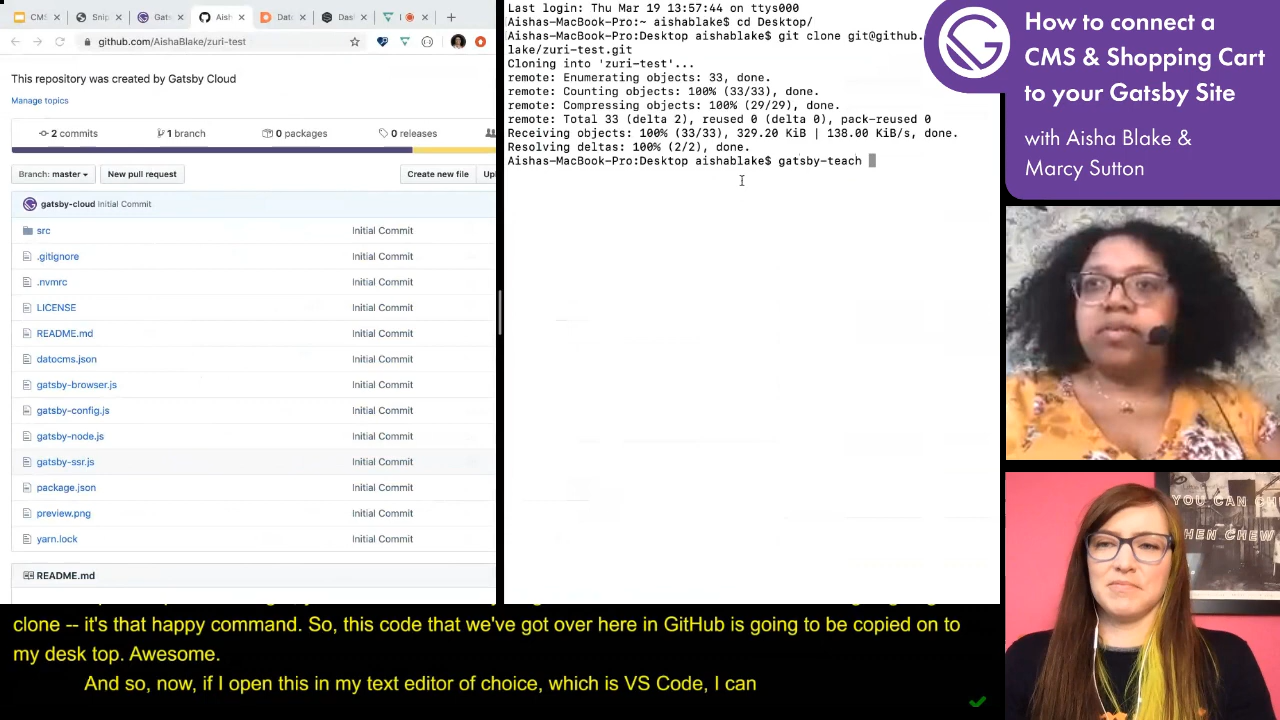 CMS
Snip
Gats
Aish
Dat
Das
github.com/AishaBlake/zuri-test
This repository was created by Gatsby Cloud
Manage topics
2 commits
1 branch
0 packages
0 releases
Branch: master
New pull request
Create new file
Upl
gatsby-cloud Initial Commit
src Initial Commit
.gitignore Initial Commit
.nvmrc Initial Commit
LICENSE Initial Commit
README.md Initial Commit
datocms.json Initial Commit
gatsby-browser.js Initial Commit
gatsby-config.js Initial Commit
gatsby-node.js Initial Commit
gatsby-ssr.js Initial Commit
package.json Initial Commit
preview.png Initial Commit
yarn.lock Initial Commit
README.md
Last login: Thu Mar 19 13:57:44 on ttys000
Aishas-MacBook-Pro:~ aishablake$ cd Desktop/
Aishas-MacBook-Pro:Desktop aishablake$ git clone git@github.
lake/zuri-test.git
Cloning into 'zuri-test'...
remote: Enumerating objects: 33, done.
remote: Counting objects: 100% (33/33), done.
remote: Compressing objects: 100% (29/29), done.
remote: Total 33 (delta 2), reused 0 (delta 0), pack-reused 0
Receiving objects: 100% (33/33), 329.20 KiB | 138.00 KiB/s, done.
Resolving deltas: 100% (2/2), done.
Aishas-MacBook-Pro:Desktop aishablake$ gatsby-teach
How to connect a
CMS & Shopping Cart
to your Gatsby Site
with Aisha Blake &
Marcy Sutton
YOU CAN CHE
HEN CHEW
clone -- it's that happy command. So, this code that we've got over here in GitHub is going to be copied on to
my desk top. Awesome.
And so, now, if I open this in my text editor of choice, which is VS Code, I can